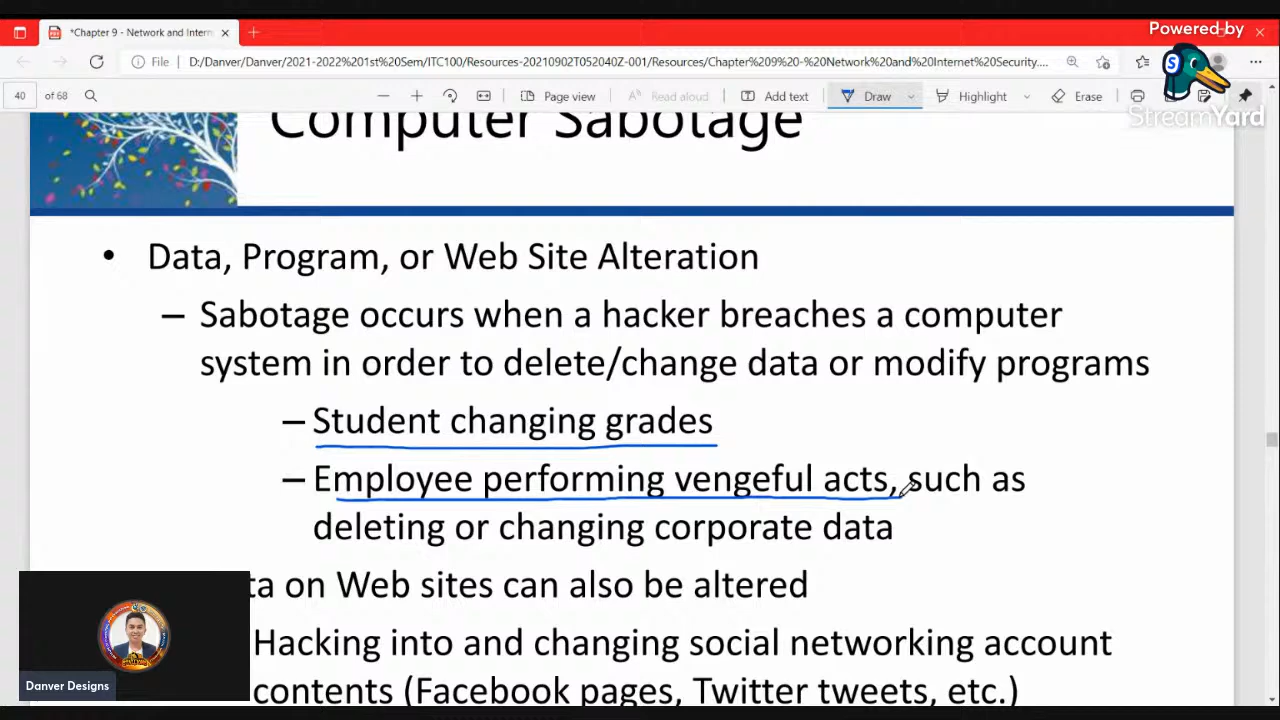 Powered by
*Chapter 9 - Network and Intern
File
D:/Danver/Danver/2021-2022%201st%20Sem/ITC100/Resources-20210902T052040Z-001/Resources/Chapter%209%20-%20Network%20and%20Internet%20Security....
40 of 68
Page view
Read aloud
Add text
Draw
Highlight
Erase
StreamYard
Computer Sabotage
• Data, Program, or Web Site Alteration
– Sabotage occurs when a hacker breaches a computer
system in order to delete/change data or modify programs
– Student changing grades
– Employee performing vengeful acts, such as
deleting or changing corporate data
ta on Web sites can also be altered
Hacking into and changing social networking account
contents (Facebook pages, Twitter tweets, etc.)
Danver Designs